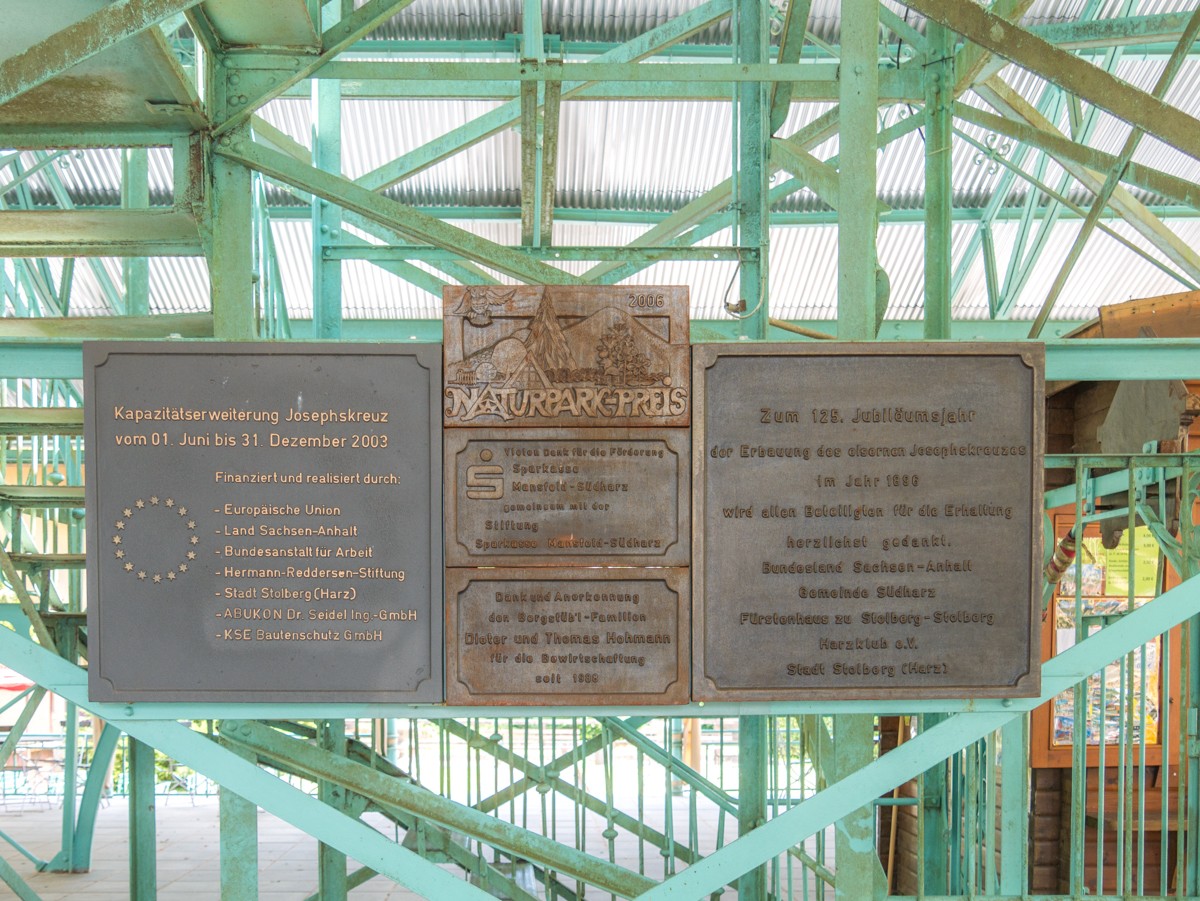 Kapazitätserweiterung Josephskreuz
vom 01. Juni bis 31. Dezember 2003
Finanziert und realisiert durch:
- Europäische Union
- Land Sachsen-Anhalt
- Bundesanstalt für Arbeit
- Hermann-Reddersen-Stiftung
- Stadt Stolberg (Harz)
- ABUKON Dr. Seidel Ing.-GmbH
- KSE Bautenschutz GmbH
2006
NATURPARK-PREIS
Vielen Dank für die Förderung
Sparkasse
Mansfeld-Südharz
gemeinsam mit der
Stiftung
Sparkasse Mansfeld-Südharz
Dank und Anerkennung
den Bergstüb'l-Familien
Dieter und Thomas Hohmann
für die Bewirtschaftung
seit
Zum 125. Jubiläumsjahr
der Erbauung des eisernen Josephskreuzes
im Jahr 1896
wird allen Beteiligten für die Erhaltung
herzlichst gedankt.
Bundesland Sachsen-Anhalt
Gemeinde Südharz
Fürstenhaus zu Stolberg-Stolberg
Harzklub e.V.
Stadt Stolberg (Harz)